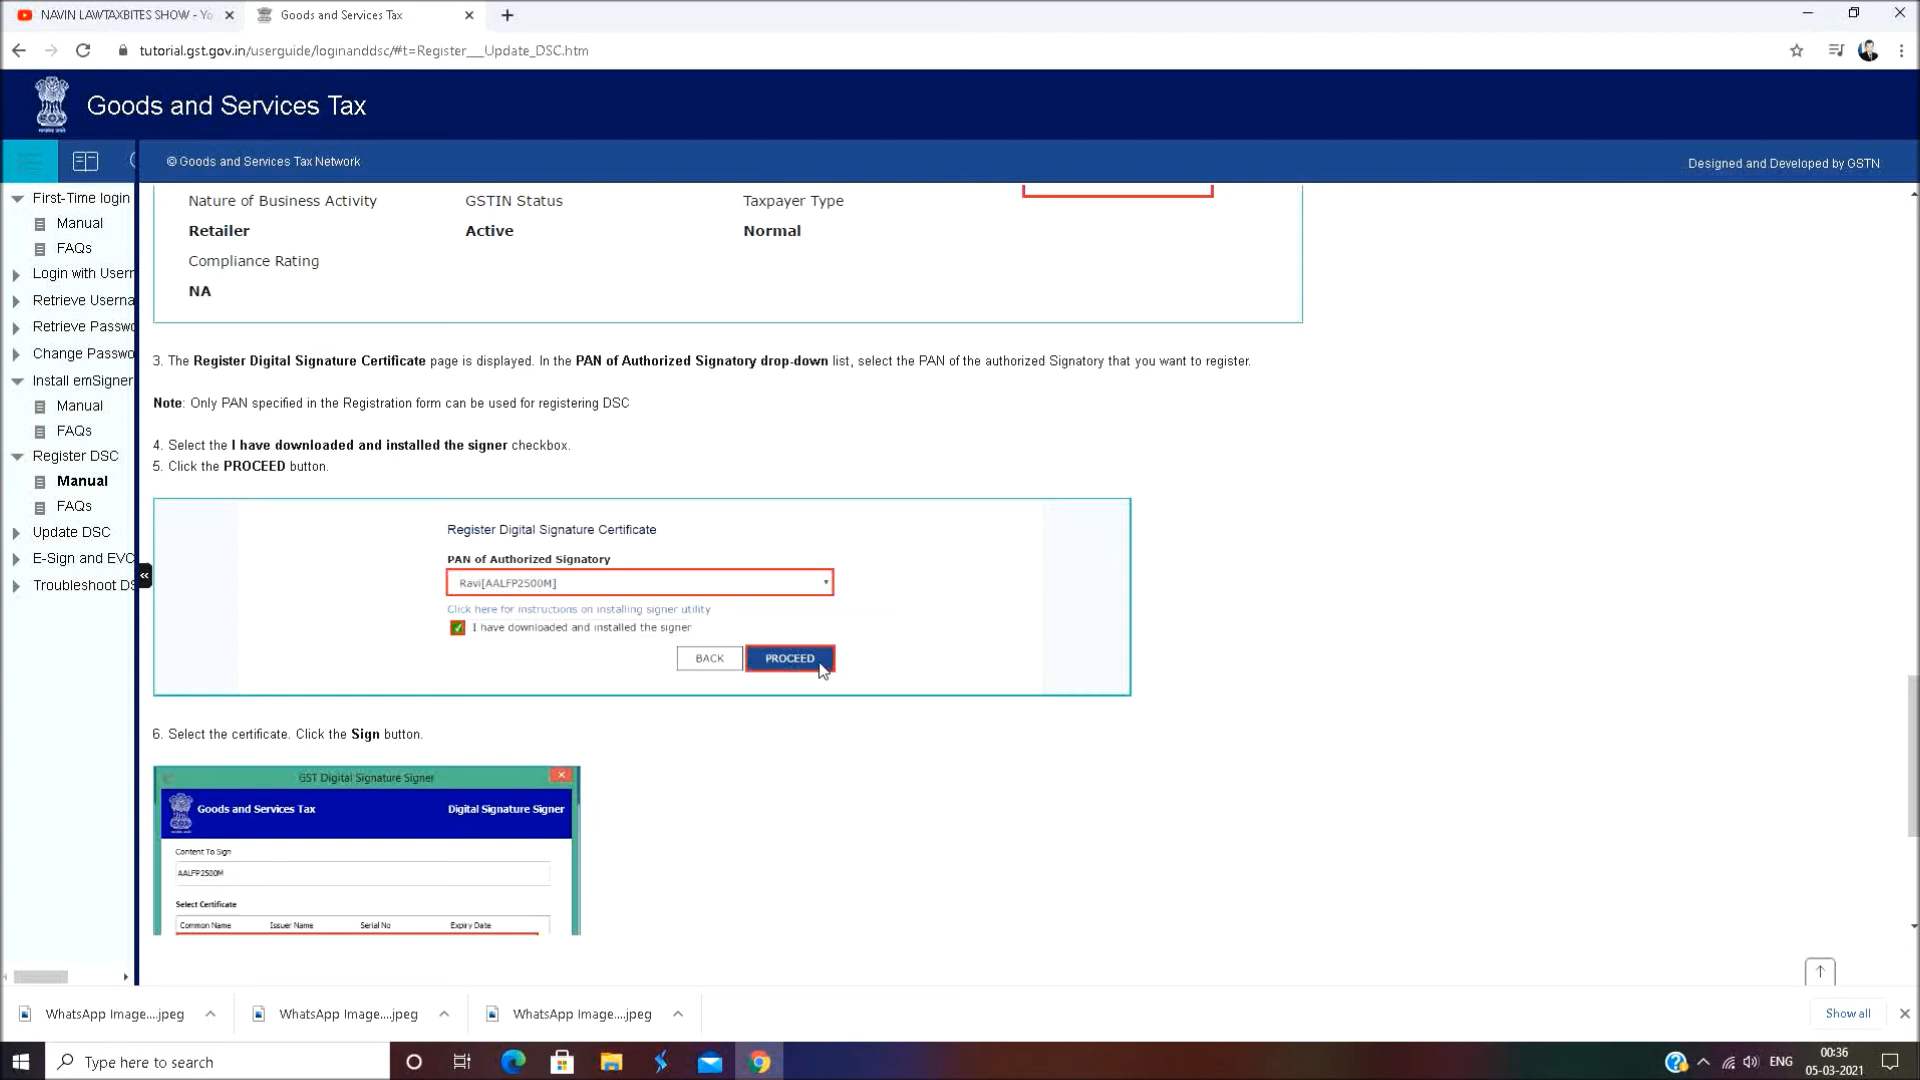 NAVIN LAWTAXBITES SHOW - Yo
Goods and Services Tax
tutorial.gst.gov.in/userguide/loginanddsc/#t=Register__Update_DSC.htm
Goods and Services Tax
© Goods and Services Tax Network
Designed and Developed by GSTN
First-Time login
Manual
FAQs
Login with Usern
Retrieve Userna
Retrieve Passwo
Change Passwo
Install emSigner
Manual
FAQs
Register DSC
Manual
FAQs
Update DSC
E-Sign and EVC
Troubleshoot DS
Nature of Business Activity
GSTIN Status
Taxpayer Type
Retailer
Active
Normal
Compliance Rating
NA
3. The Register Digital Signature Certificate page is displayed. In the PAN of Authorized Signatory drop-down list, select the PAN of the authorized Signatory that you want to register.
Note: Only PAN specified in the Registration form can be used for registering DSC
4. Select the I have downloaded and installed the signer checkbox.
5. Click the PROCEED button.
Register Digital Signature Certificate
PAN of Authorized Signatory
Ravi[AALFP2500M]
Click here for instructions on installing signer utility
I have downloaded and installed the signer
BACK
PROCEED
6. Select the certificate. Click the Sign button.
GST Digital Signature Signer
Goods and Services Tax
Digital Signature Signer
Content To Sign
AALFP2500M
Select Certificate
Common Name
Issuer Name
Serial No
Expiry Date
WhatsApp Image....jpeg
WhatsApp Image....jpeg
WhatsApp Image....jpeg
Show all
Type here to search
ENG
00:36
05-03-2021